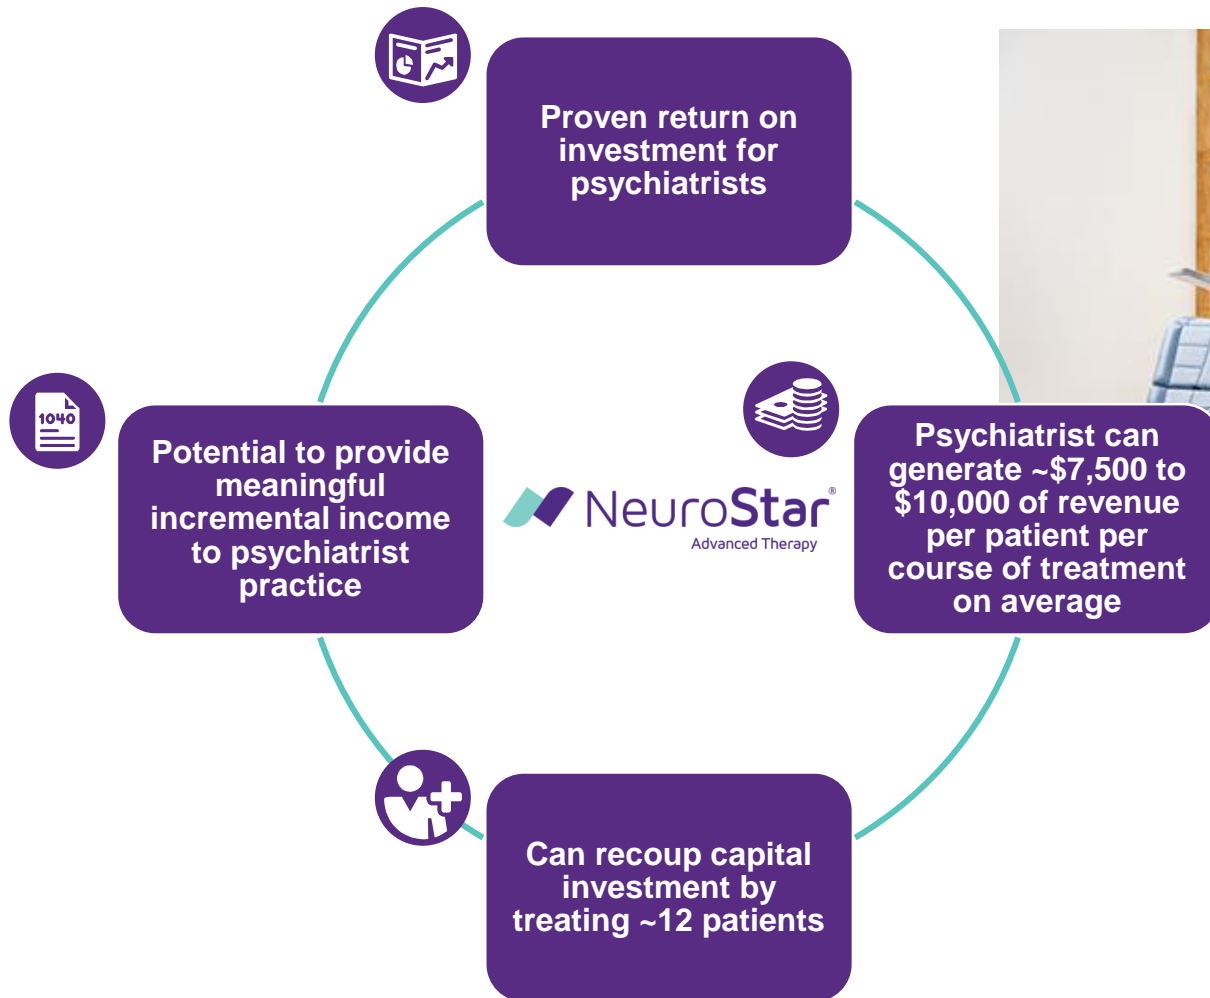 Proven return on
investment for
psychiatrists
1040
Potential to provide
meaningful
incremental income
to psychiatrist
practice
NeuroStar®
Advanced Therapy
Psychiatrist can
generate ~$7,500 to
$10,000 of revenue
per patient per
course of treatment
on average
Can recoup capital
investment by
treating ~12 patients